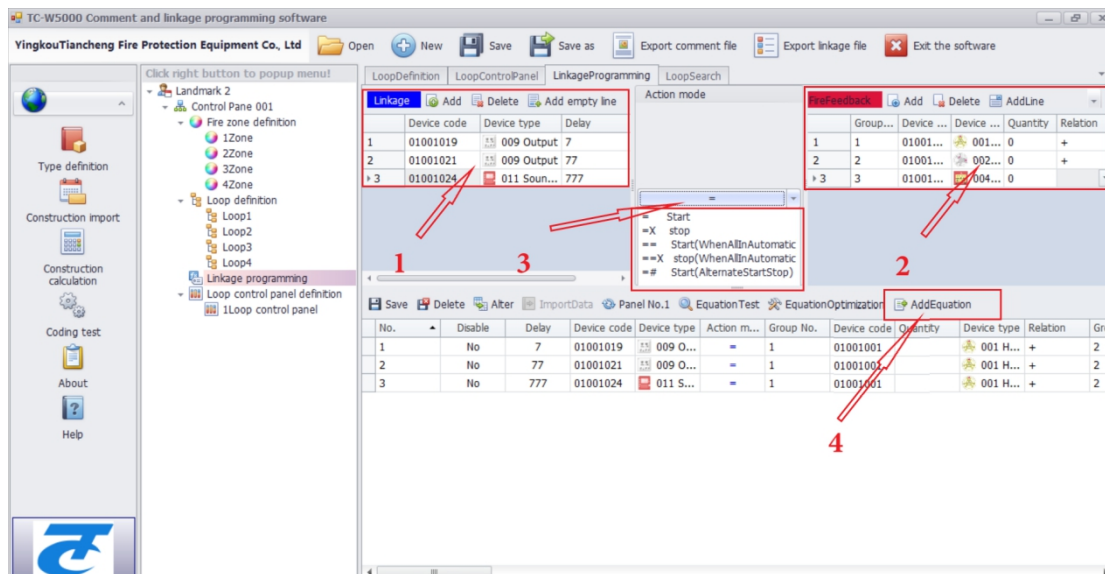 TC-W5000 Comment and linkage programming software
YingkouTiancheng Fire Protection Equipment Co., Ltd Open New Save Save as Export comment file Export linkage file Exit the software
Click right button to popup menu!
Type definition
Construction import
Construction
calculation
Coding test
About
Help
Landmark 2
Control Pane 001
Fire zone definition
1Zone
2Zone
3Zone
4Zone
Loop definition
Loop1
Loop2
Loop3
Loop4
Linkage programming
Loop control panel definition
1Loop control panel
LoopDefinition LoopControlPanel LinkageProgramming LoopSearch
Linkage Add Delete Add empty line
Device code Device type Delay
1 01001019 009 Output 7
2 01001021 009 Output 77
3 01001024 011 Soun... 777
1
Action mode
=
= Start
=X stop
== Start(WhenAllInAutomatic
==X stop(WhenAllInAutomatic
=# Start(AlternateStartStop)
3
FireFeedback Add Delete AddLine
Group... Device ... Device ... Quantity Relation
1 1 01001... 001... 0 +
2 2 01001... 002... 0 +
3 3 01001... 004... 0
2
Save Delete Alter ImportData Panel No.1 EquationTest EquationOptimization AddEquation
No. Disable Delay Device code Device type Action m... Group No. Device code Quantity Device type Relation Gr
1 No 7 01001019 009 O... = 1 01001001 001 H... + 2
2 No 77 01001021 009 O... = 1 01001001 001 H... + 2
3 No 777 01001024 011 S... = 1 01001001 001 H... + 2
4